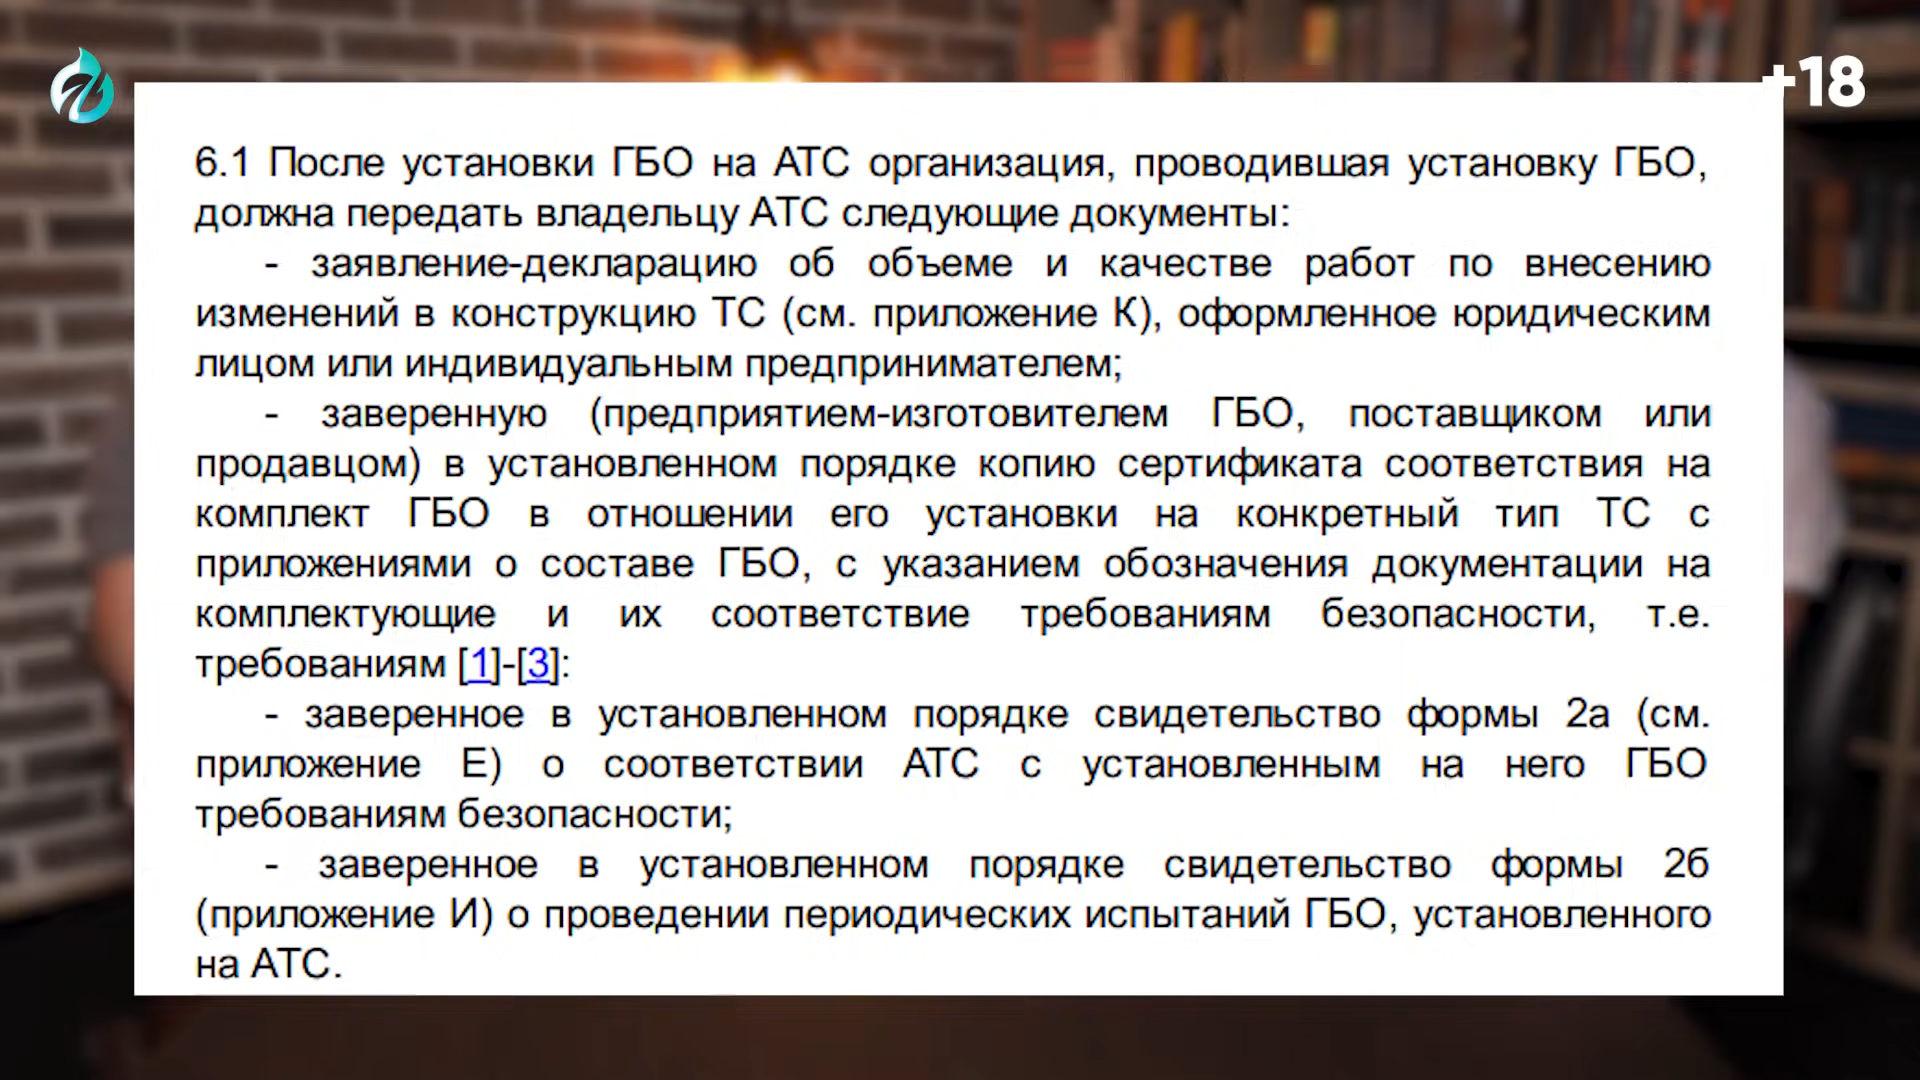 +18
6.1 После установки ГБО на АТС организация, проводившая установку ГБО,
должна передать владельцу АТС следующие документы:
- заявление-декларацию об объеме и качестве работ по внесению
изменений в конструкцию ТС (см. приложение К), оформленное юридическим
лицом или индивидуальным предпринимателем;
- заверенную (предприятием-изготовителем ГБО, поставщиком или
продавцом) в установленном порядке копию сертификата соответствия на
комплект ГБО в отношении его установки на конкретный тип ТС с
приложениями о составе ГБО, с указанием обозначения документации на
комплектующие и их соответствие требованиям безопасности, т.е.
требованиям [1]-[3]:
- заверенное в установленном порядке свидетельство формы 2а (см.
приложение Е) о соответствии АТС с установленным на него ГБО
требованиям безопасности;
- заверенное в установленном порядке свидетельство формы 2б
(приложение И) о проведении периодических испытаний ГБО, установленного
на АТС.